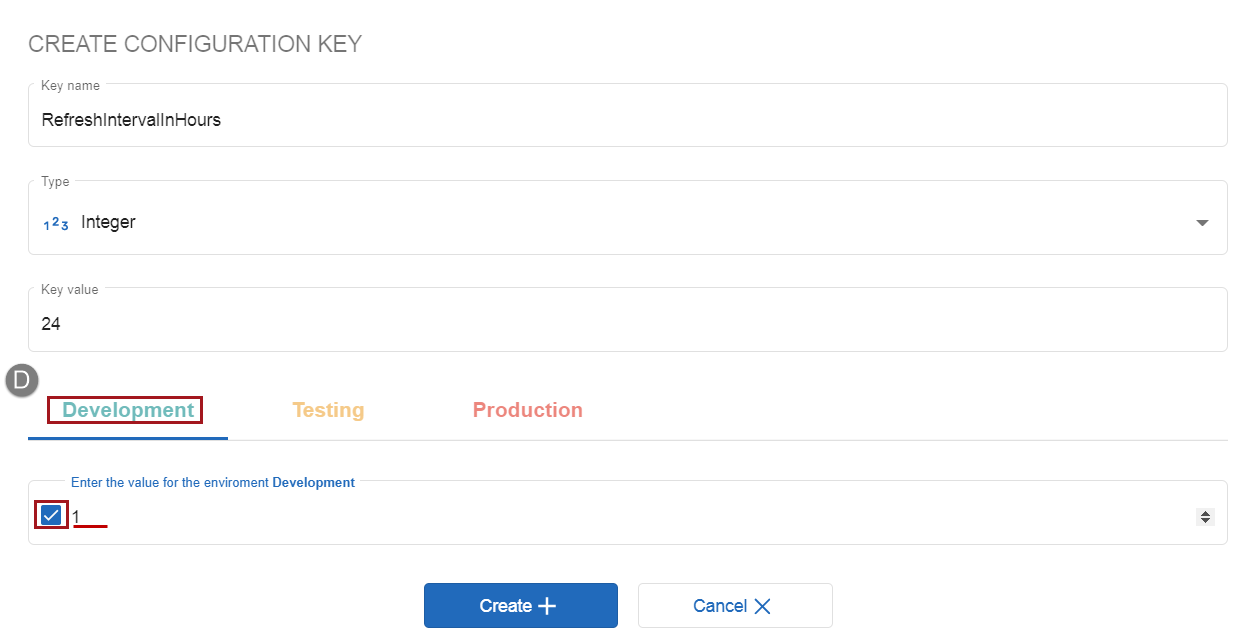 CREATE CONFIGURATION KEY
Key name
RefreshIntervalInHours
Type
123 Integer
Key value
24
D
Development Testing Production
Enter the value for the enviroment Development
1
Create Cancel